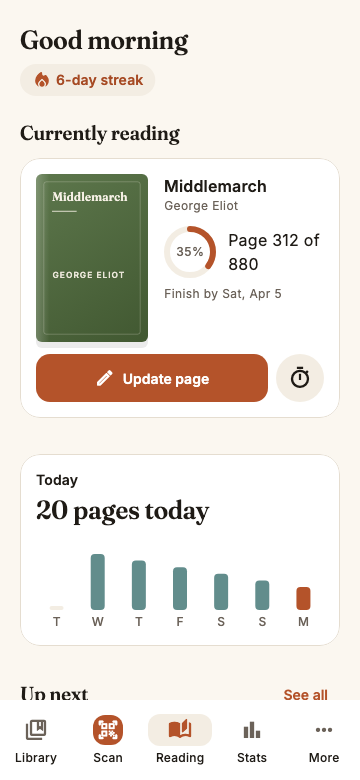 Good morning
6-day streak
Currently reading
Middlemarch
GEORGE ELIOT
Middlemarch
George Eliot
35%
Page 312 of
880
Finish by Sat, Apr 5
Update page
Today
20 pages today
T W T F S S M
Up next See all
Library Scan Reading Stats More